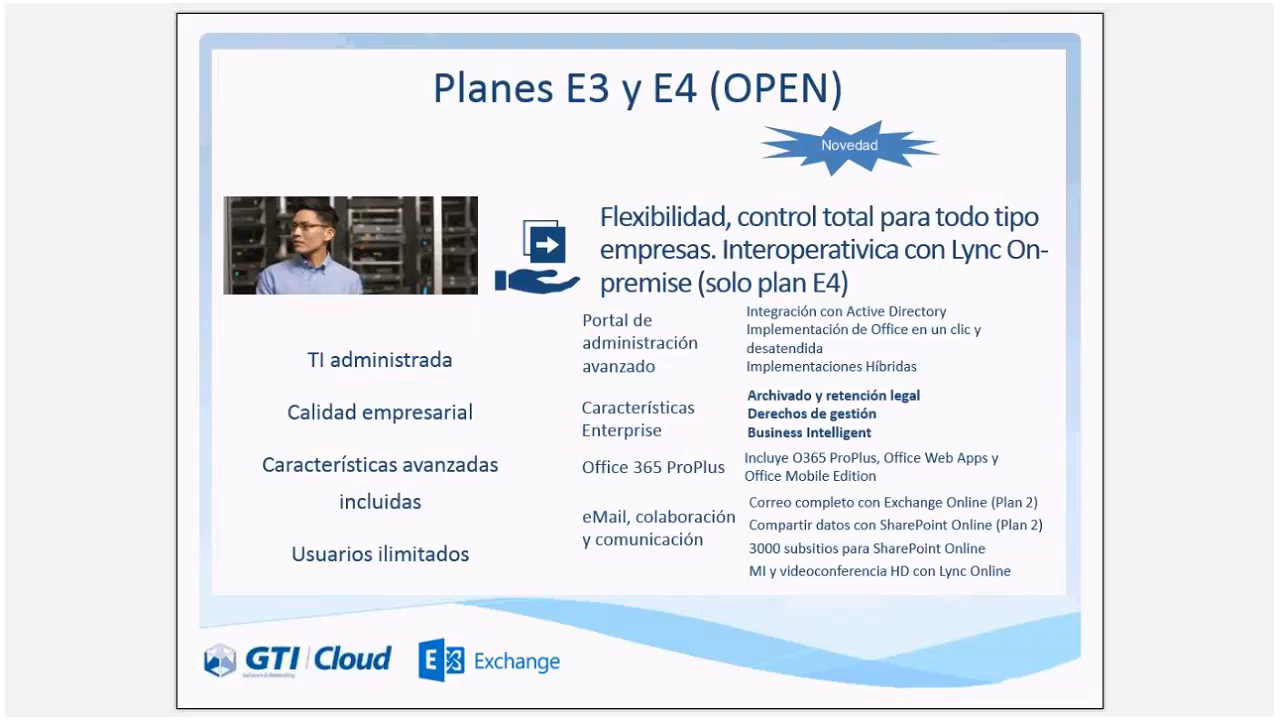 Planes E3 y E4 (OPEN)
Novedad
Flexibilidad, control total para todo tipo
empresas. Interoperativica con Lync On-
premise (solo plan E4)
TI administrada
Calidad empresarial
Características avanzadas
incluidas
Usuarios ilimitados
Portal de
administración
avanzado
Integración con Active Directory
Implementación de Office en un clic y
desatendida
Implementaciones Híbridas
Características
Enterprise
Archivado y retención legal
Derechos de gestión
Business Intelligent
Office 365 ProPlus
Incluye O365 ProPlus, Office Web Apps y
Office Mobile Edition
eMail, colaboración
y comunicación
Correo completo con Exchange Online (Plan 2)
Compartir datos con SharePoint Online (Plan 2)
3000 subsitios para SharePoint Online
MI y videoconferencia HD con Lync Online
GTI Cloud
Software & Networking
E Exchange